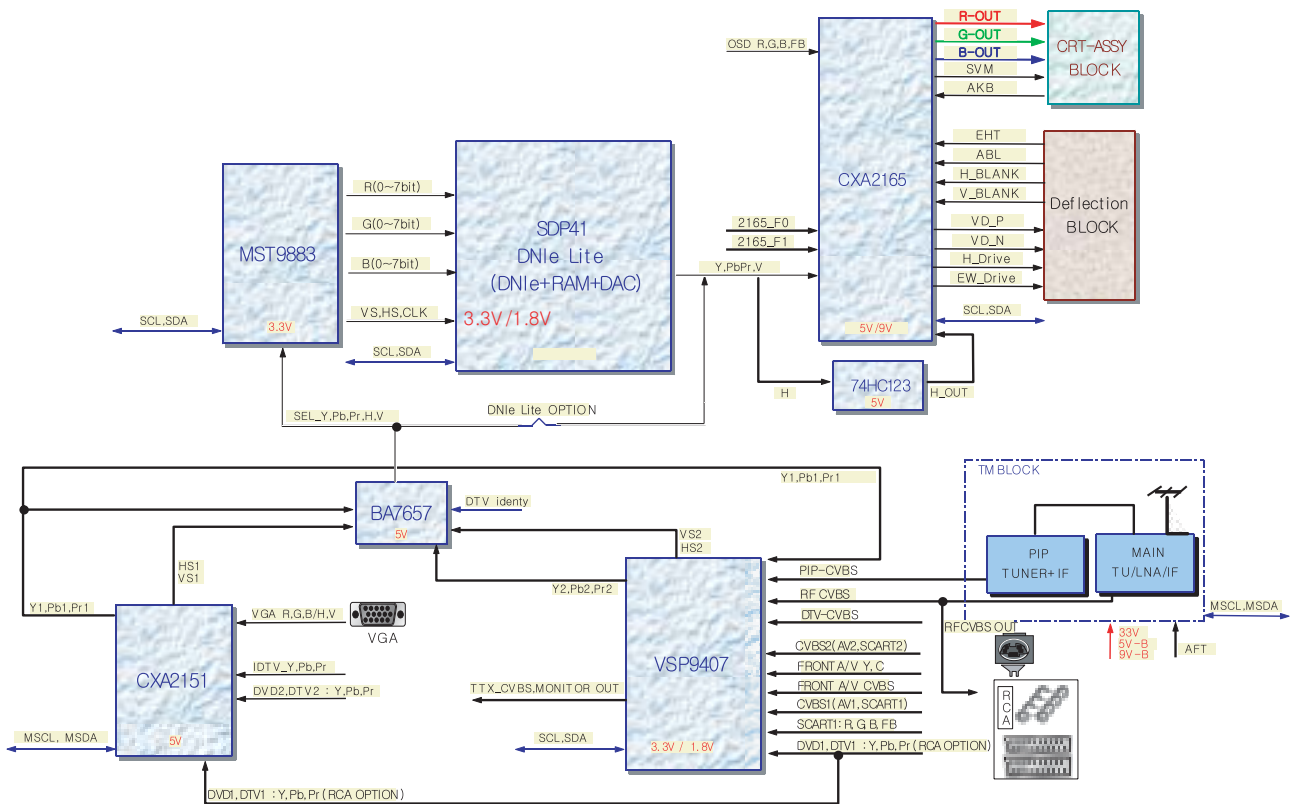 R-OUT
G-OUT
B-OUT
SVM
AKB
CRT-ASSY
BLOCK
OSD R,G,B,FB
CXA2165
5V/9V
EHT
ABL
H_BLANK
V_BLANK
VD_P
VD_N
H_Drive
EW_Drive
SCL,SDA
Deflection
BLOCK
2165_F0
2165_F1
Y,PbPr,V
MST9883
3.3V
SCL,SDA
R(0~7bit)
G(0~7bit)
B(0~7bit)
VS,HS,CLK
SCL,SDA
SDP41
DNIe Lite
(DNIe+RAM+DAC)
3.3V/1.8V
74HC123
5V
H
H_OUT
SEL_Y,Pb,Pr,H,V
DNIe Lite OPTION
Y1,Pb1,Pr1
TM BLOCK
BA7657
5V
DTV identy
VS2
HS2
HS1
VS1
Y2,Pb2,Pr2
PIP
TUNER+IF
MAIN
TU/LNA/IF
PIP-CVBS
RF CVBS
DTV-CVBS
Y1,Pb1,Pr1
VGA R,G,B/H,V
VGA
MSCL,MSDA
RFCVBS OUT
33V
5V-B
9V-B
AFT
CVBS2(AV2,SCART2)
FRONT A/V Y, C
FRONT A/V CVBS
CVBS1(AV1,SCART1)
SCART1: R, G B, FB
DVD1,DTV1 : Y,Pb,Pr (RCA OPTION)
VSP9407
3.3V / 1.8V
CXA2151
5V
IDTV_Y,Pb,Pr
DVD2,DTV2 : Y,Pb,Pr
TTX_CVBS,MONITOR OUT
MSCL, MSDA
SCL,SDA
RCA
DVD1,DTV1 :Y,Pb,Pr (RCA OPTION)